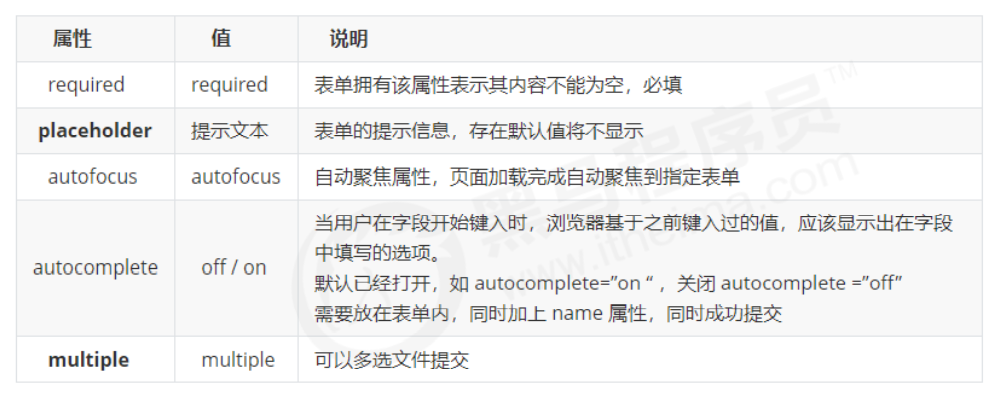 属性 值 说明
required required 表单拥有该属性表示其内容不能为空，必填
placeholder 提示文本 表单的提示信息，存在默认值将不显示
autofocus autofocus 自动聚焦属性，页面加载完成自动聚焦到指定表单
autocomplete off / on 当用户在字段开始键入时，浏览器基于之前键入过的值，应该显示出在字段
中填写的选项。
默认已经打开，如 autocomplete=”on “ ，关闭 autocomplete =”off”
需要放在表单内，同时加上 name 属性，同时成功提交
multiple multiple 可以多选文件提交
黑马程序员™
www.itheima.com